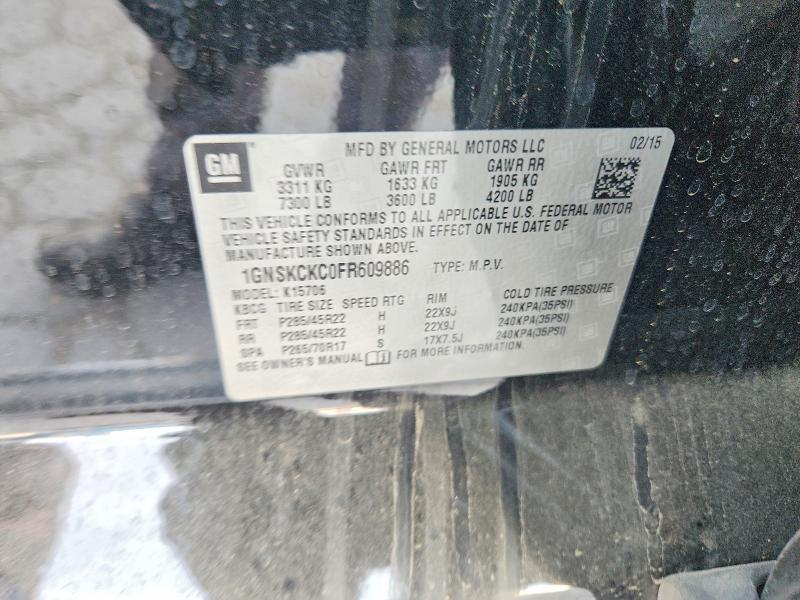 GM
MFD BY GENERAL MOTORS LLC 02/15
GVWR GAWR FRT GAWR RR
3311 KG 1633 KG 1905 KG
7300 LB 3600 LB 4200 LB
THIS VEHICLE CONFORMS TO ALL APPLICABLE U.S. FEDERAL MOTOR
VEHICLE SAFETY STANDARDS IN EFFECT ON THE DATE OF
MANUFACTURE SHOWN ABOVE.
1GNSKCKC0FR609886 TYPE: M.P.V.
MODEL: K15706
KBCG TIRE SIZE SPEED RTG RIM COLD TIRE PRESSURE
FRT P285/45R22 H 22X9J 240KPA(35PSI)
RR P285/45R22 H 22X9J 240KPA(35PSI)
SPA P265/70R17 S 17X7.5J 240KPA(35PSI)
SEE OWNER'S MANUAL FOR MORE INFORMATION.